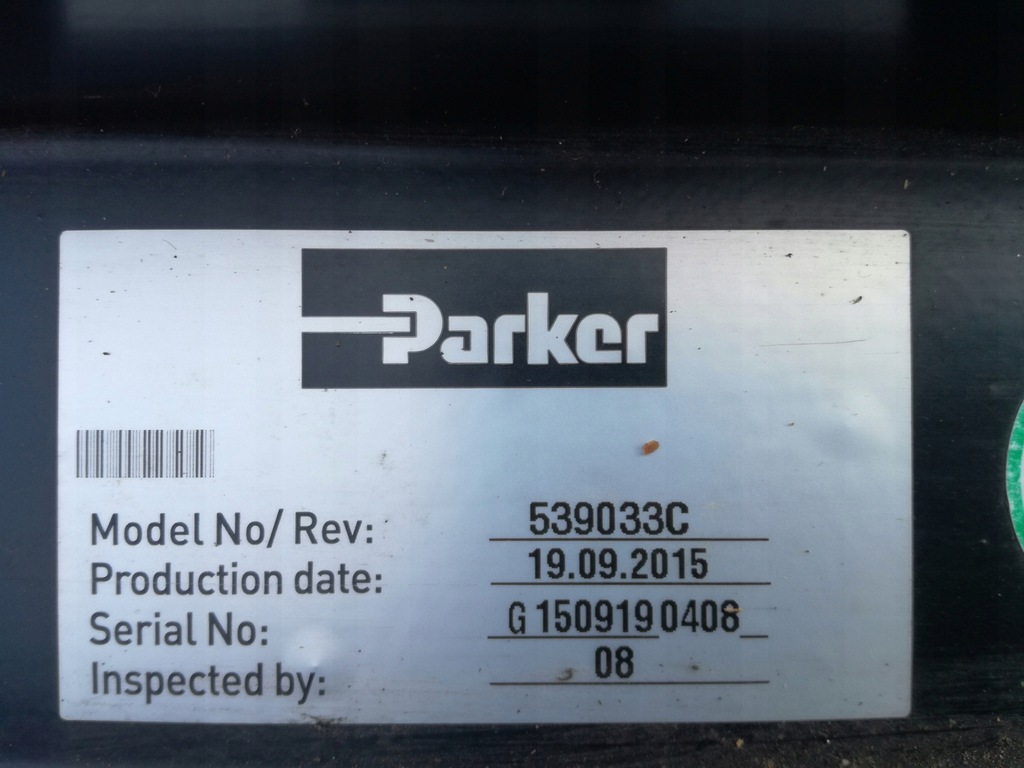 Parker
Model No/ Rev: 539033C
Production date: 19.09.2015
Serial No: G 150919 0408
Inspected by: 08